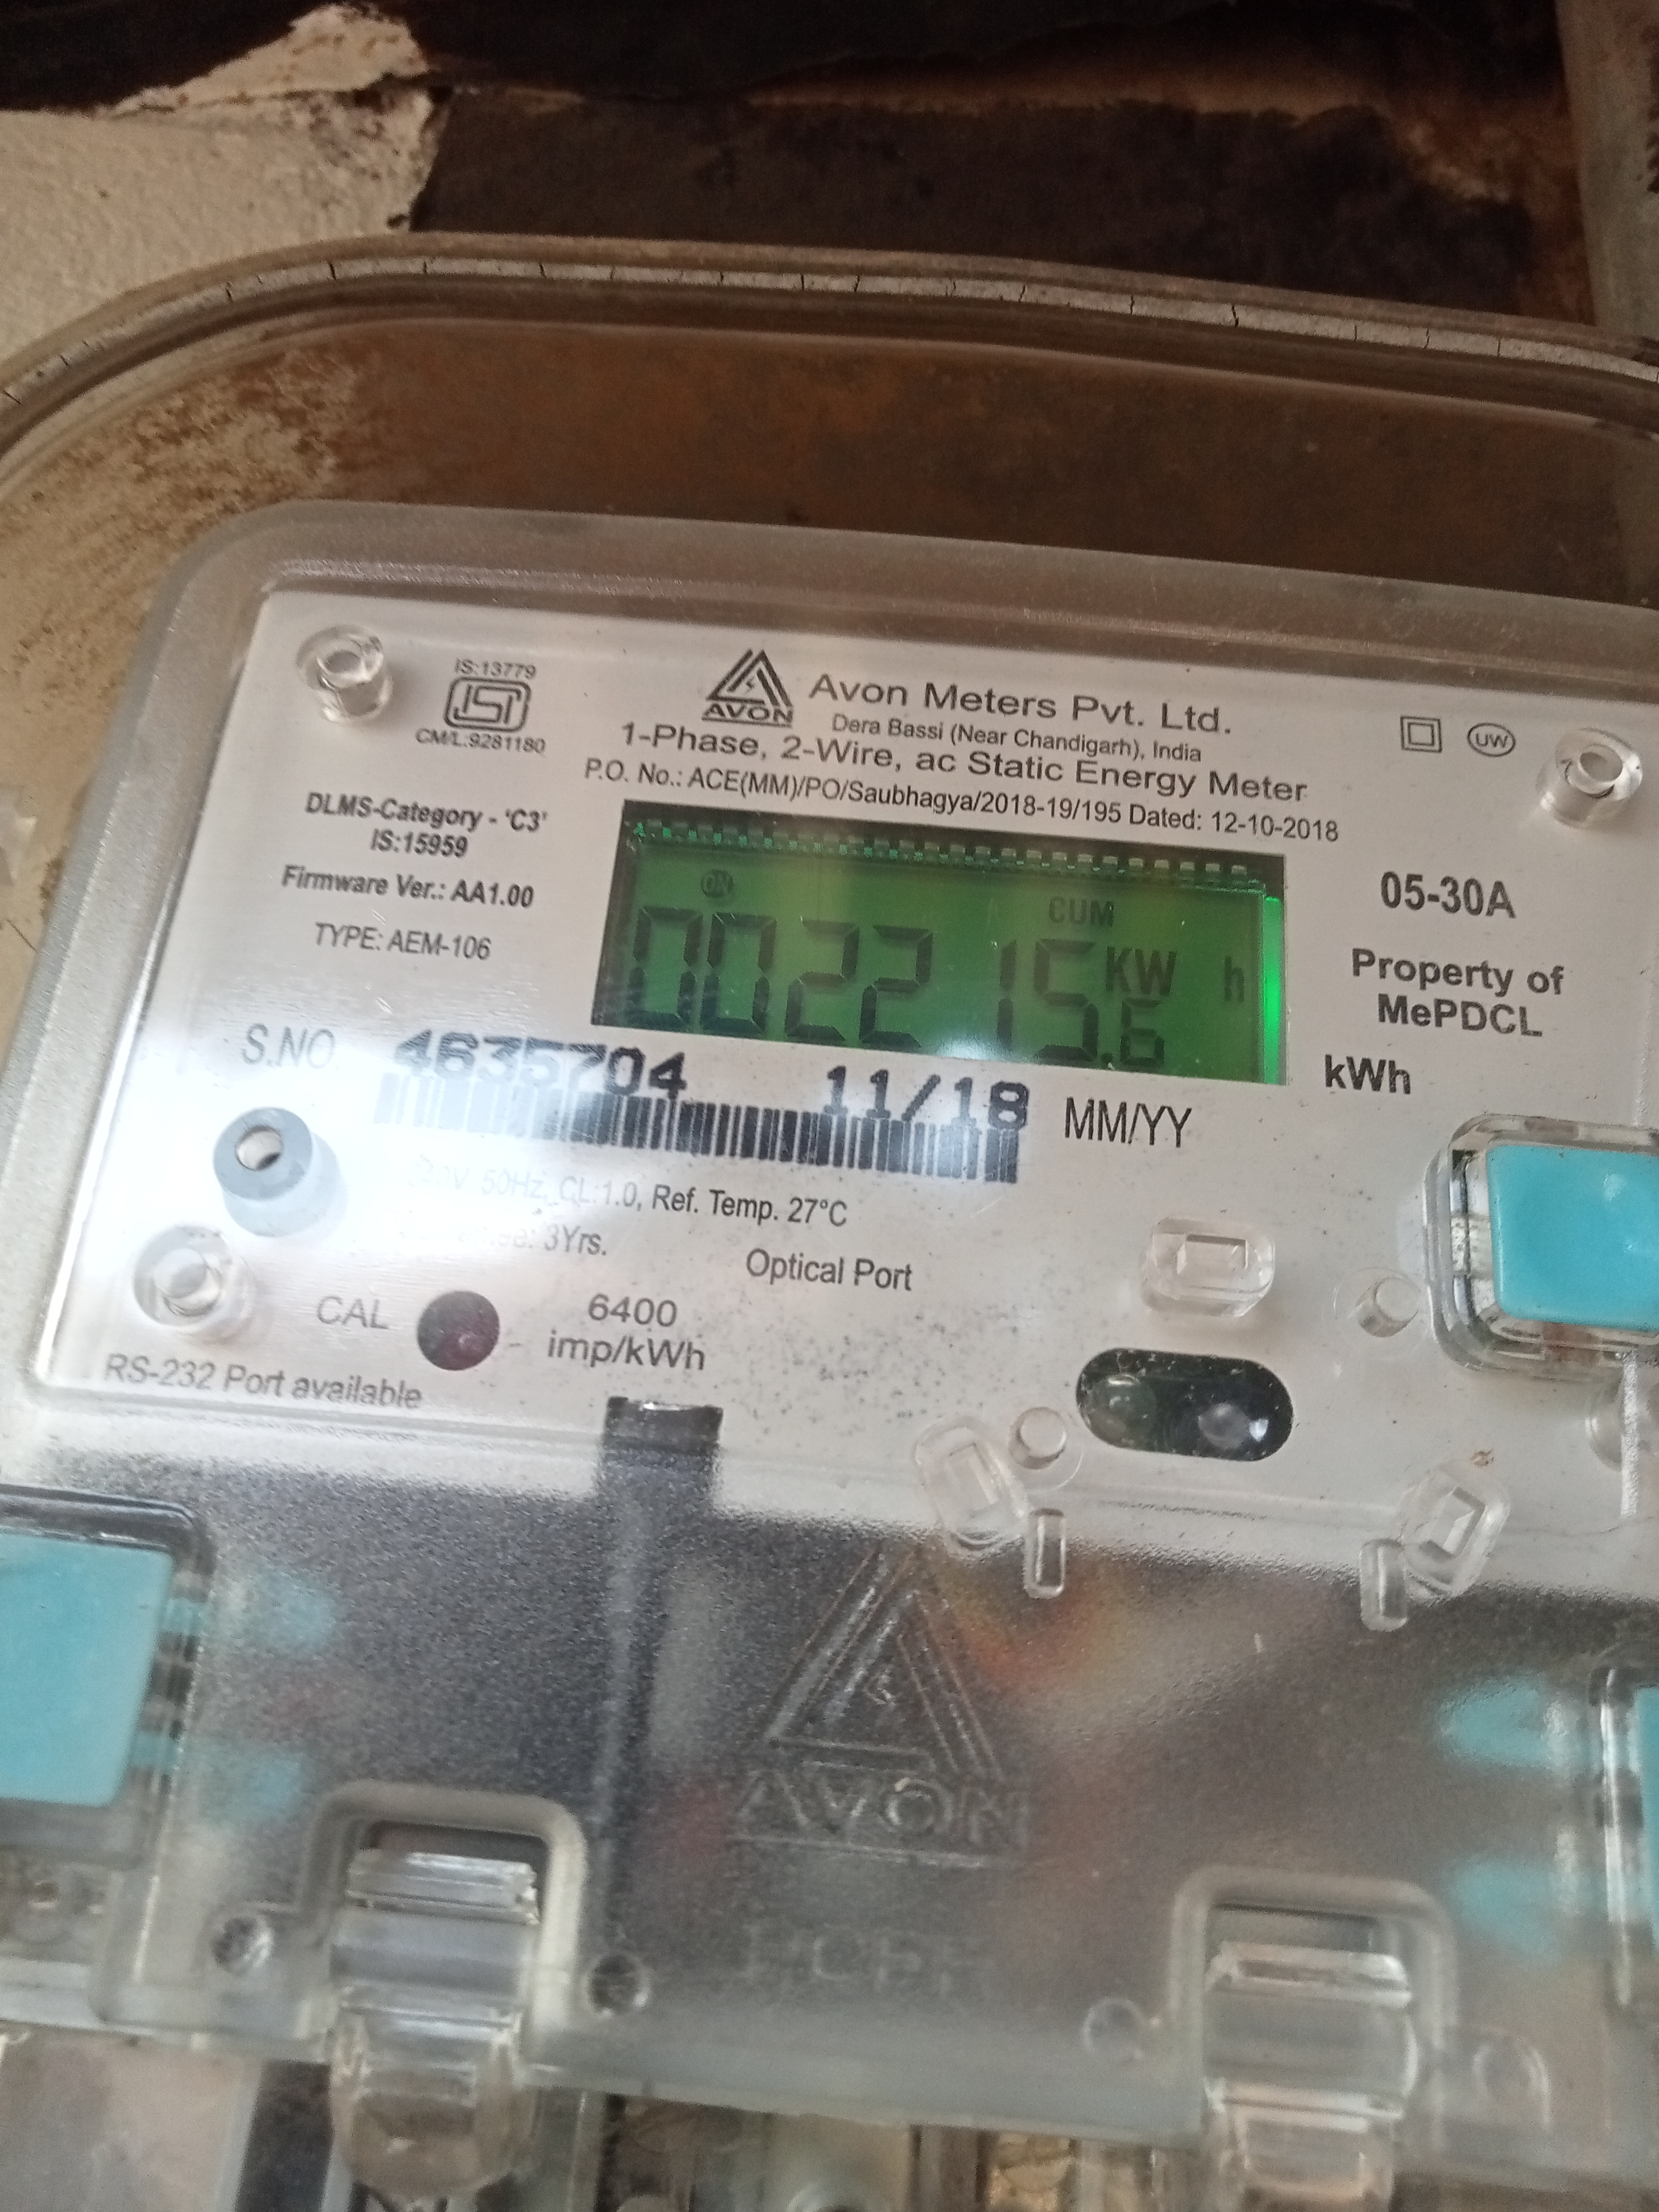 IS:13779
ISI
CM/L:9281180
AVON
Avon Meters Pvt. Ltd.
Dera Bassi (Near Chandigarh), India
1-Phase, 2-Wire, ac Static Energy Meter
P.O. No.: ACE(MM)/PO/Saubhagya/2018-19/195 Dated: 12-10-2018
UW
DLMS-Category - 'C3'
IS:15959
Firmware Ver.: AA1.00
TYPE: AEM-106
ON
CUM
002215.6 KW h
05-30A
Property of
MePDCL
kWh
S.NO 4635704 11/18 MM/YY
50Hz, CL:1.0, Ref. Temp. 27°C
3Yrs.
Optical Port
CAL
6400
imp/kWh
RS-232 Port available
AVON